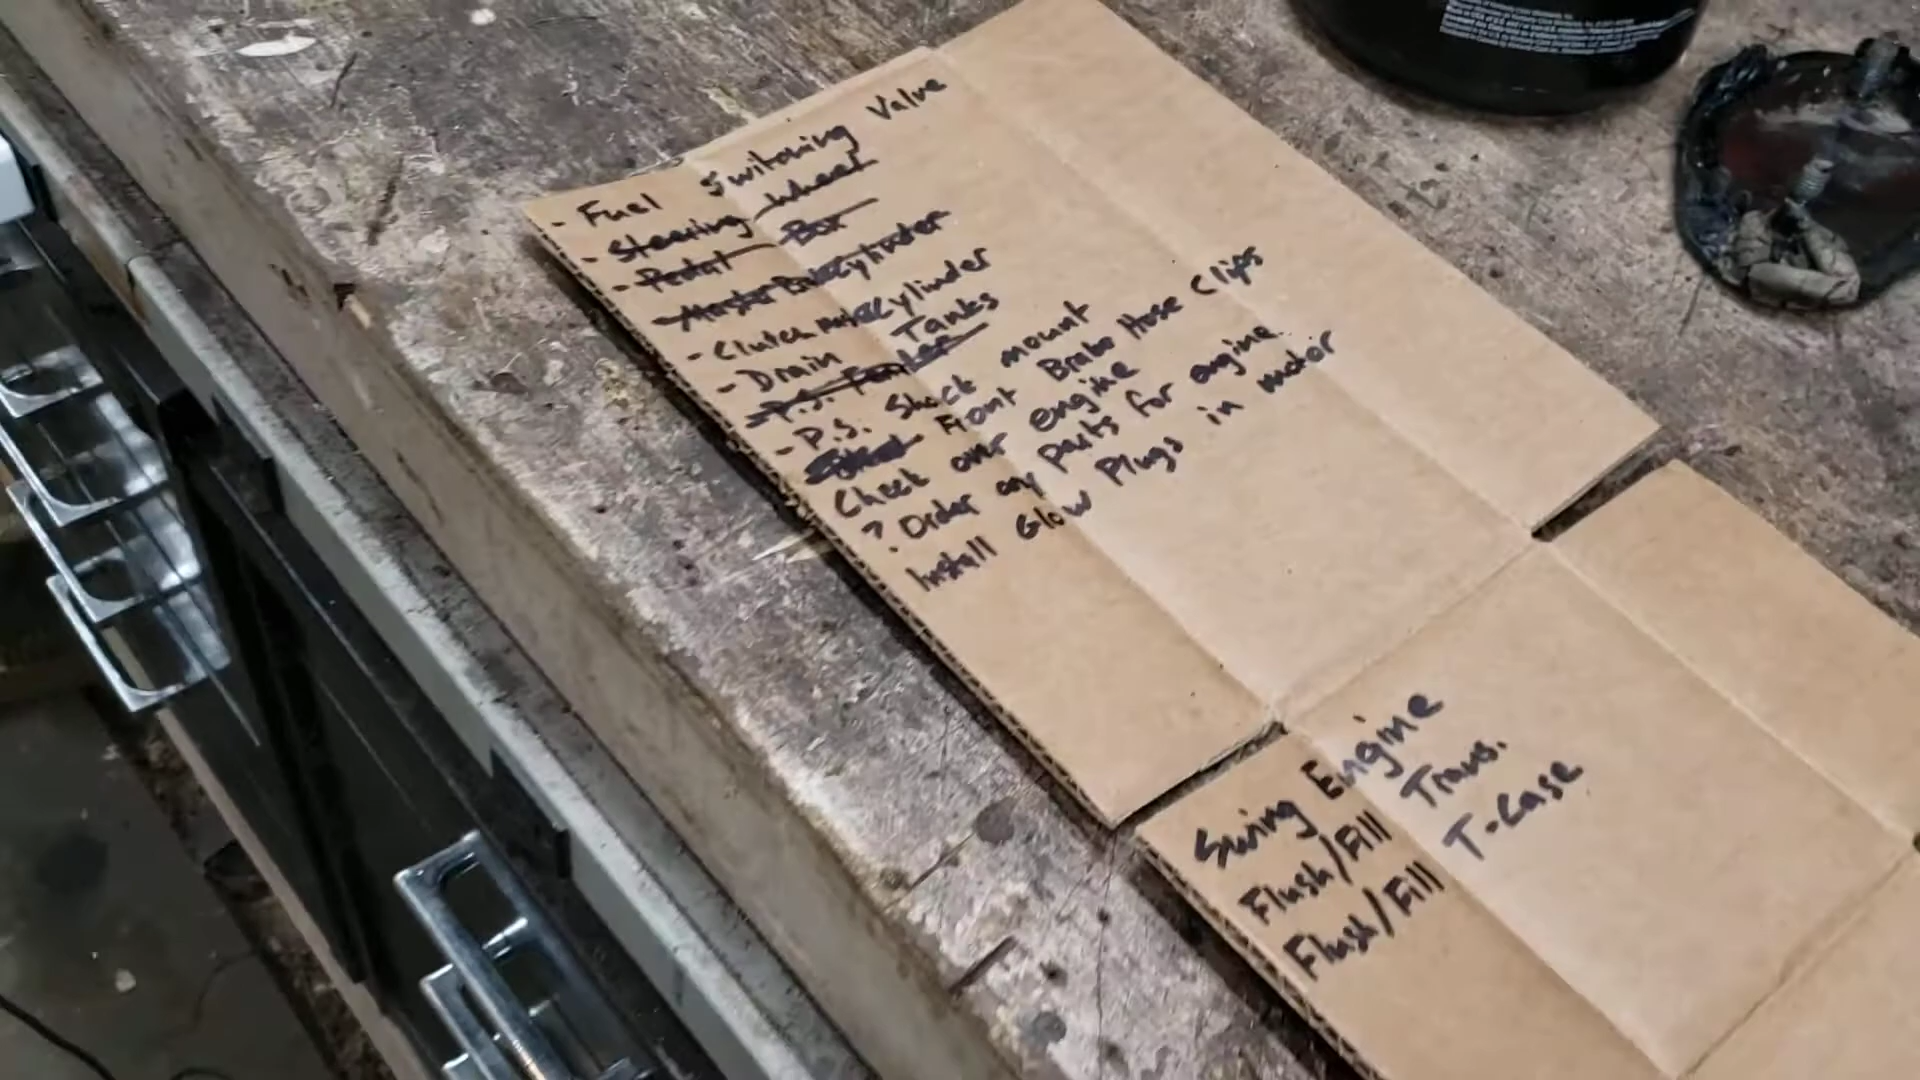 - Fuel Switching Valve
- Steering Wheel
- Pedal Box
- Master Cylinder
- Clutch Cylinder
- Drain Tanks
- P.S. Fender
- P.S. Shock mount
Front Brake Hose Clips
Check over engine
? Order any parts for engine
. Install Glow Plugs in motor
Swing Engine
Flush/Fill Trans.
Flush/Fill T-Case